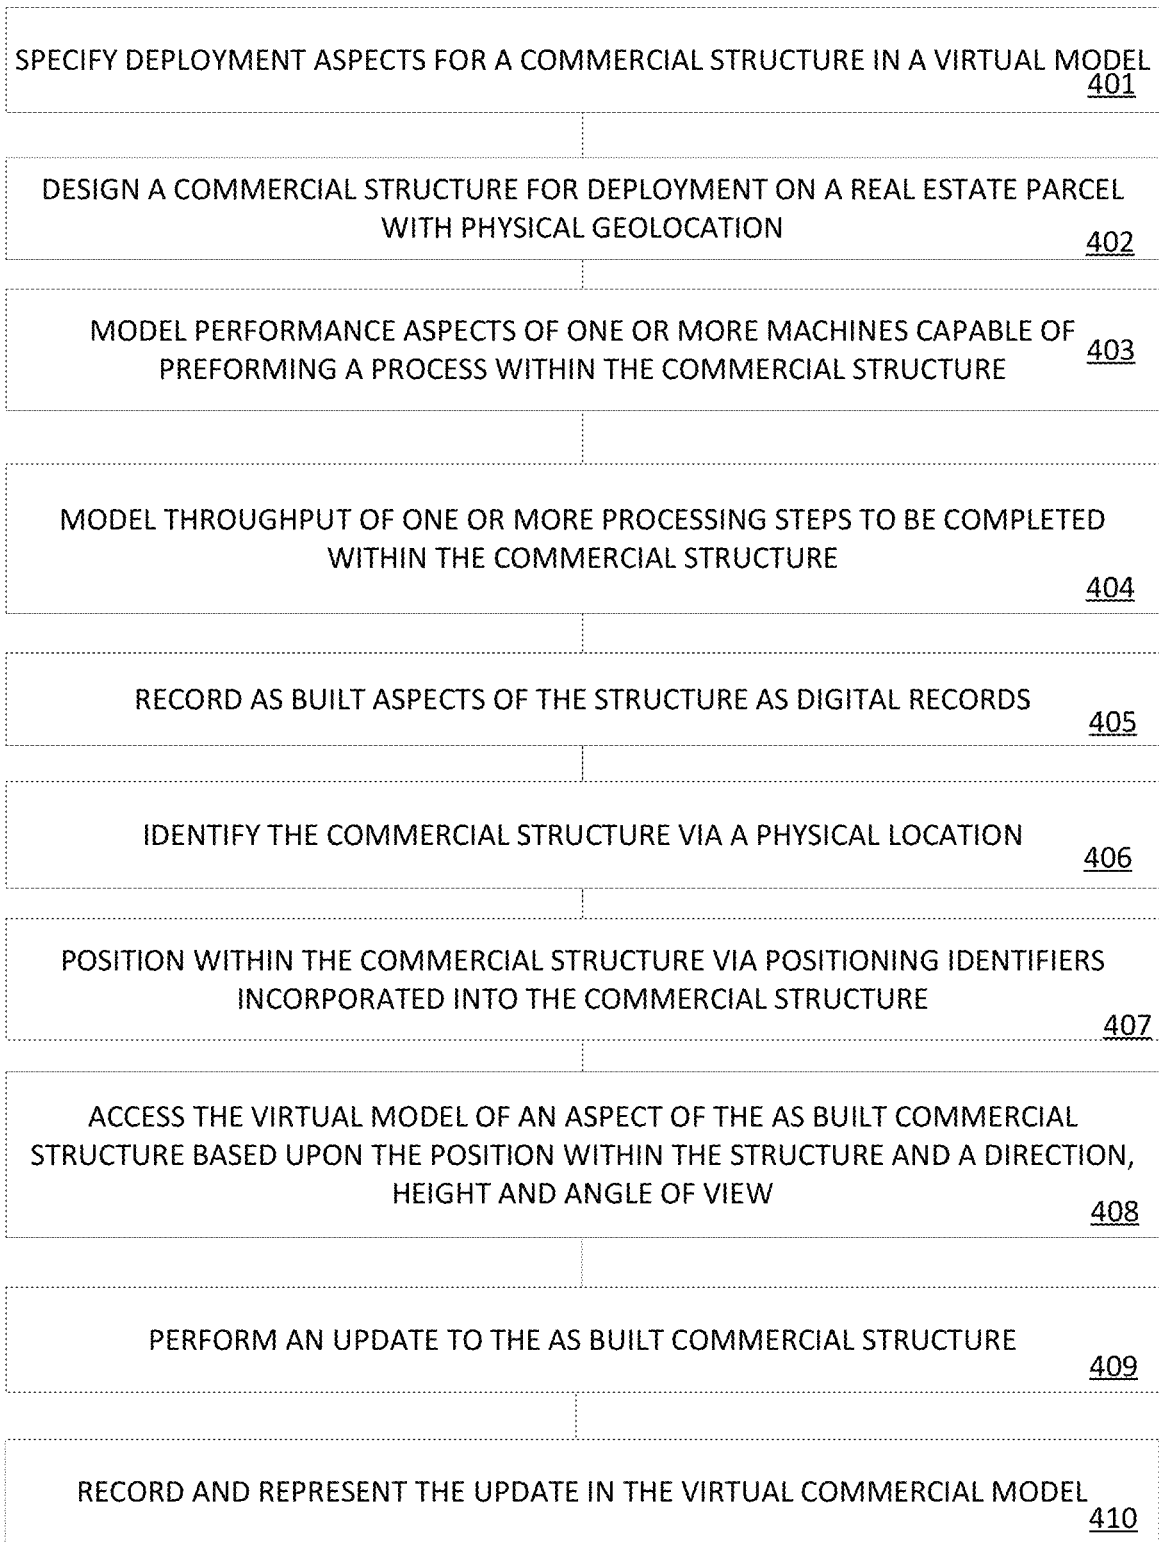 SPECIFY DEPLOYMENT ASPECTS FOR A COMMERCIAL STRUCTURE IN A VIRTUAL MODEL
401
DESIGN A COMMERCIAL STRUCTURE FOR DEPLOYMENT ON A REAL ESTATE PARCEL
WITH PHYSICAL GEOLOCATION
402
MODEL PERFORMANCE ASPECTS OF ONE OR MORE MACHINES CAPABLE OF
403
PREFORMING A PROCESS WITHIN THE COMMERCIAL STRUCTURE
MODEL THROUGHPUT OF ONE OR MORE PROCESSING STEPS TO BE COMPLETED
WITHIN THE COMMERCIAL STRUCTURE
404
RECORD AS BUILT ASPECTS OF THE STRUCTURE AS DIGITAL RECORDS
405
IDENTIFY THE COMMERCIAL STRUCTURE VIA A PHYSICAL LOCATION
406
POSITION WITHIN THE COMMERCIAL STRUCTURE VIA POSITIONING IDENTIFIERS
INCORPORATED INTO THE COMMERCIAL STRUCTURE
407
ACCESS THE VIRTUAL MODEL OF AN ASPECT OF THE AS BUILT COMMERCIAL
STRUCTURE BASED UPON THE POSITION WITHIN THE STRUCTURE AND A DIRECTION,
HEIGHT AND ANGLE OF VIEW
408
PERFORM AN UPDATE TO THE AS BUILT COMMERCIAL STRUCTURE
409
RECORD AND REPRESENT THE UPDATE IN THE VIRTUAL COMMERCIAL MODEL
410